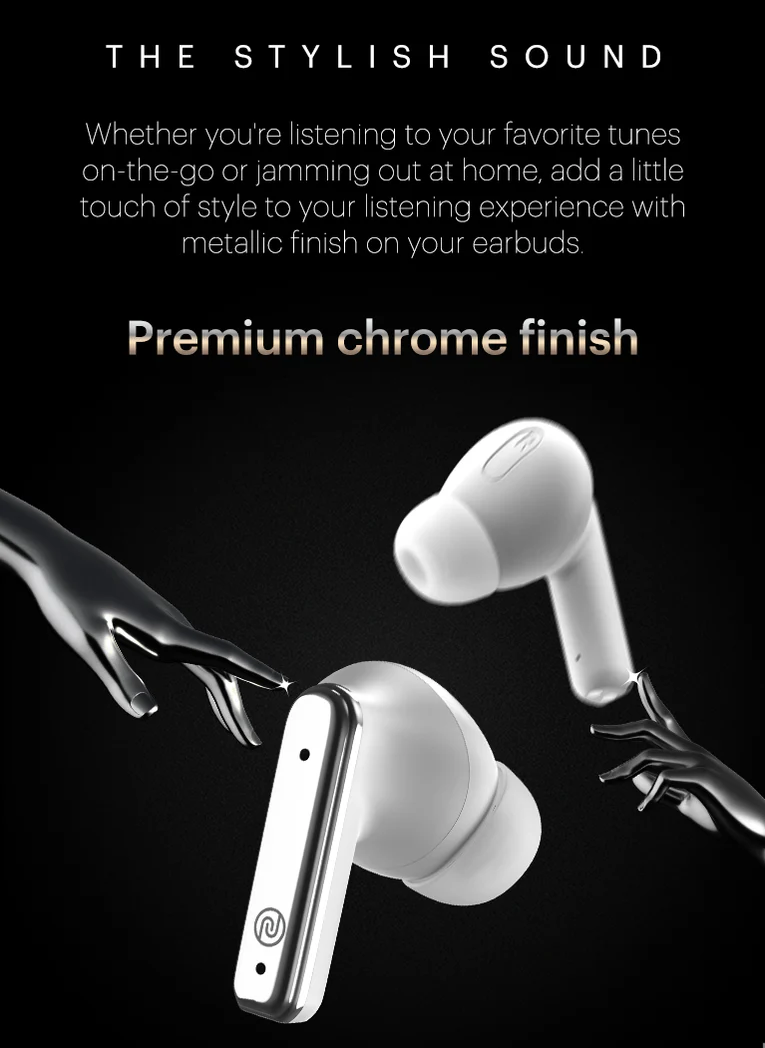 THE STYLISH SOUND
Whether you're listening to your favorite tunes
on-the-go or jamming out at home, add a little
touch of style to your listening experience with
metallic finish on your earbuds.
Premium chrome finish